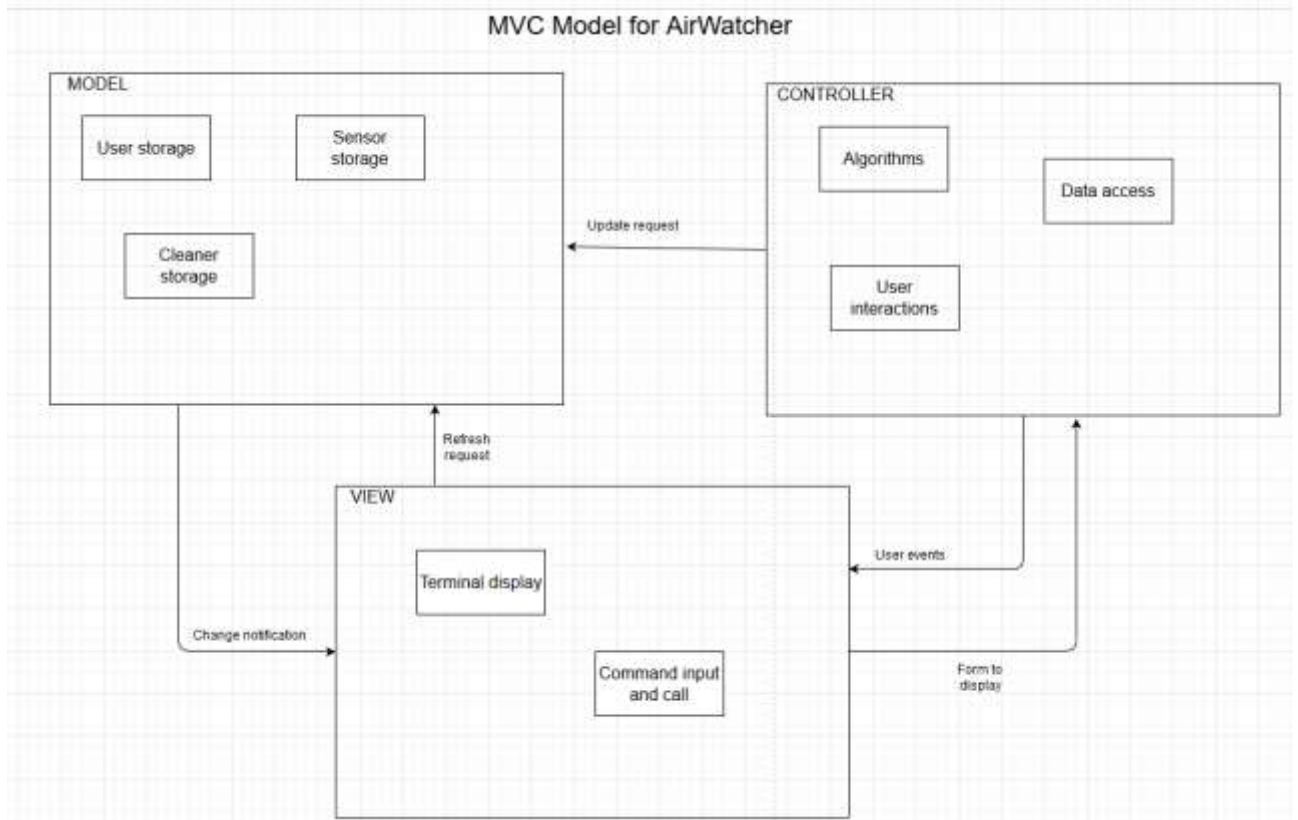 MVC Model for AirWatcher
MODEL
User storage
Sensor
storage
Cleaner
storage
CONTROLLER
Algorithms
Data access
User
interactions
Update request
Refresh
request
VIEW
Terminal display
Command input
and call
User events
Change notification
Form to
display